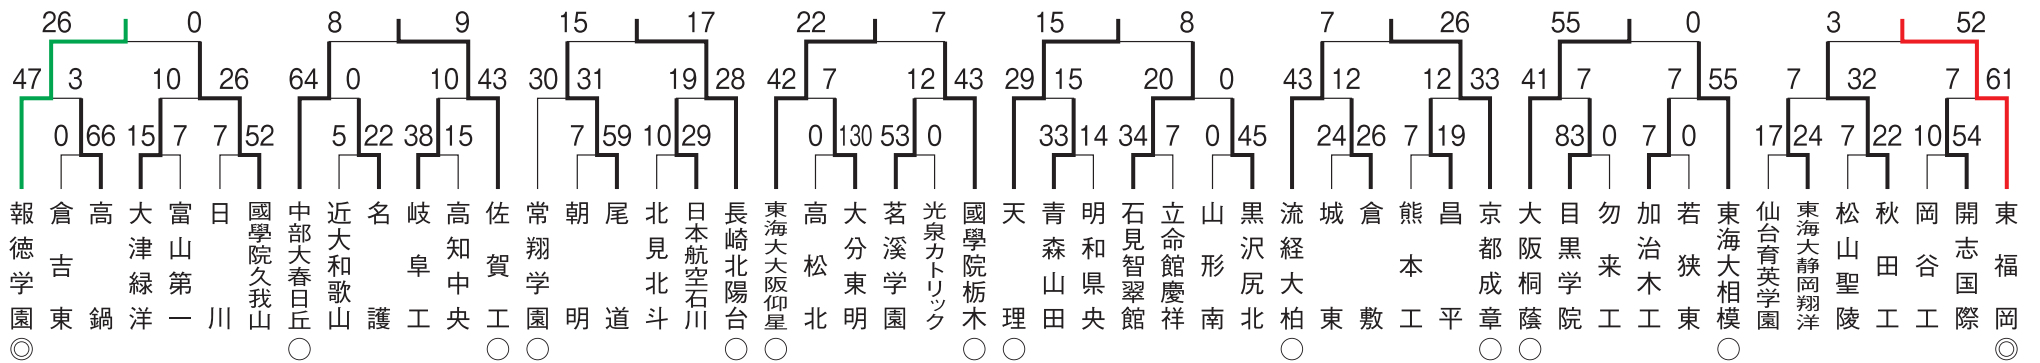 26 0 8 9 15 17 22 7 15 8 7 26 55 0 3 52
47 3 10 26 64 0 10 43 30 31 19 28 42 7 12 43 29 15 20 0 43 12 12 33 41 7 7 55 7 32 7 61
0 66 15 7 7 52 5 22 38 15 7 59 10 29 0 130 53 0 33 14 34 7 0 45 24 26 7 19 83 0 7 0 17 24 7 22 10 54
報徳学園
倉吉東
高鍋
大津緑洋
富山第一
日川
國學院久我山
中部大春日丘
近大和歌山
名護
岐阜工
高知中央
佐賀工
常翔学園
朝明
尾道
北見北斗
日本航空石川
長崎北陽台
東海大大阪仰星
高松北
大分東明
茗溪学園
光泉カトリック
國學院栃木
天理
青森山田
明和県央
石見智翠館
立命館慶祥
山形南
黒沢尻北
流経大柏
城東
倉敷
熊本工
昌平
京都成章
大阪桐蔭
目黒学院
勿来工
加治木工
若狭東
東海大相模
仙台育英学園
東海大静岡翔洋
松山聖陵
秋田工
岡谷工
開志国際
東福岡
◎ ○ ○ ○ ○ ○ ○ ○ ○ ○ ○ ○ ◎